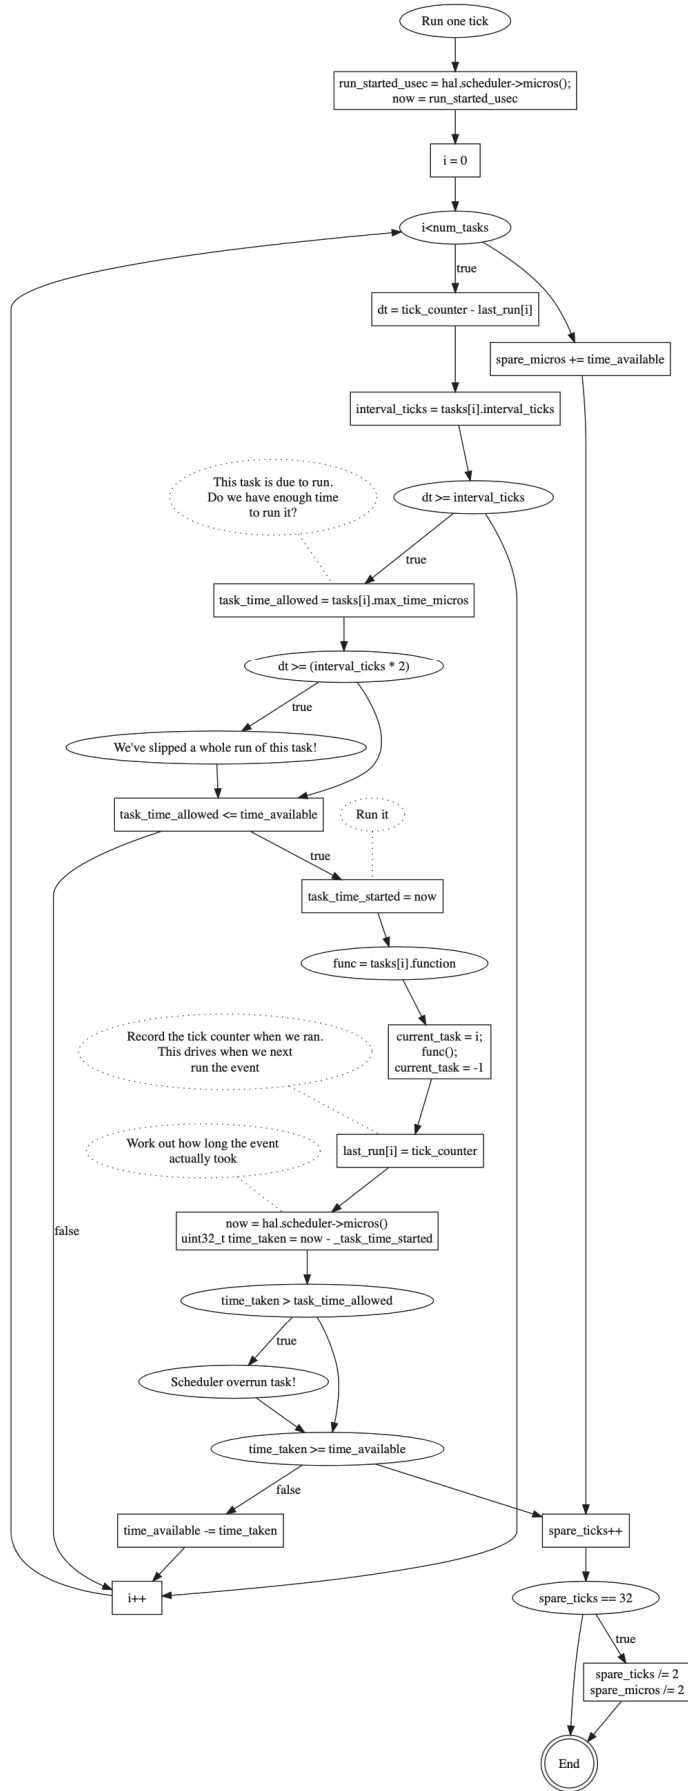 Run one tick
run_started_usec = hal.scheduler->micros();
now = run_started_usec
i = 0
i<num_tasks
true
dt = tick_counter - last_run[i]
spare_micros += time_available
interval_ticks = tasks[i].interval_ticks
This task is due to run.
Do we have enough time
to run it?
dt >= interval_ticks
true
task_time_allowed = tasks[i].max_time_micros
dt >= (interval_ticks * 2)
true
We've slipped a whole run of this task!
task_time_allowed <= time_available
Run it
true
task_time_started = now
func = tasks[i].function
Record the tick counter when we ran.
This drives when we next
run the event
current_task = i;
func();
current_task = -1
Work out how long the event
actually took
last_run[i] = tick_counter
false
now = hal.scheduler->micros()
uint32_t time_taken = now - _task_time_started
time_taken > task_time_allowed
true
Scheduler overrun task!
time_taken >= time_available
false
time_available -= time_taken
spare_ticks++
i++
spare_ticks == 32
true
spare_ticks /= 2
spare_micros /= 2
End